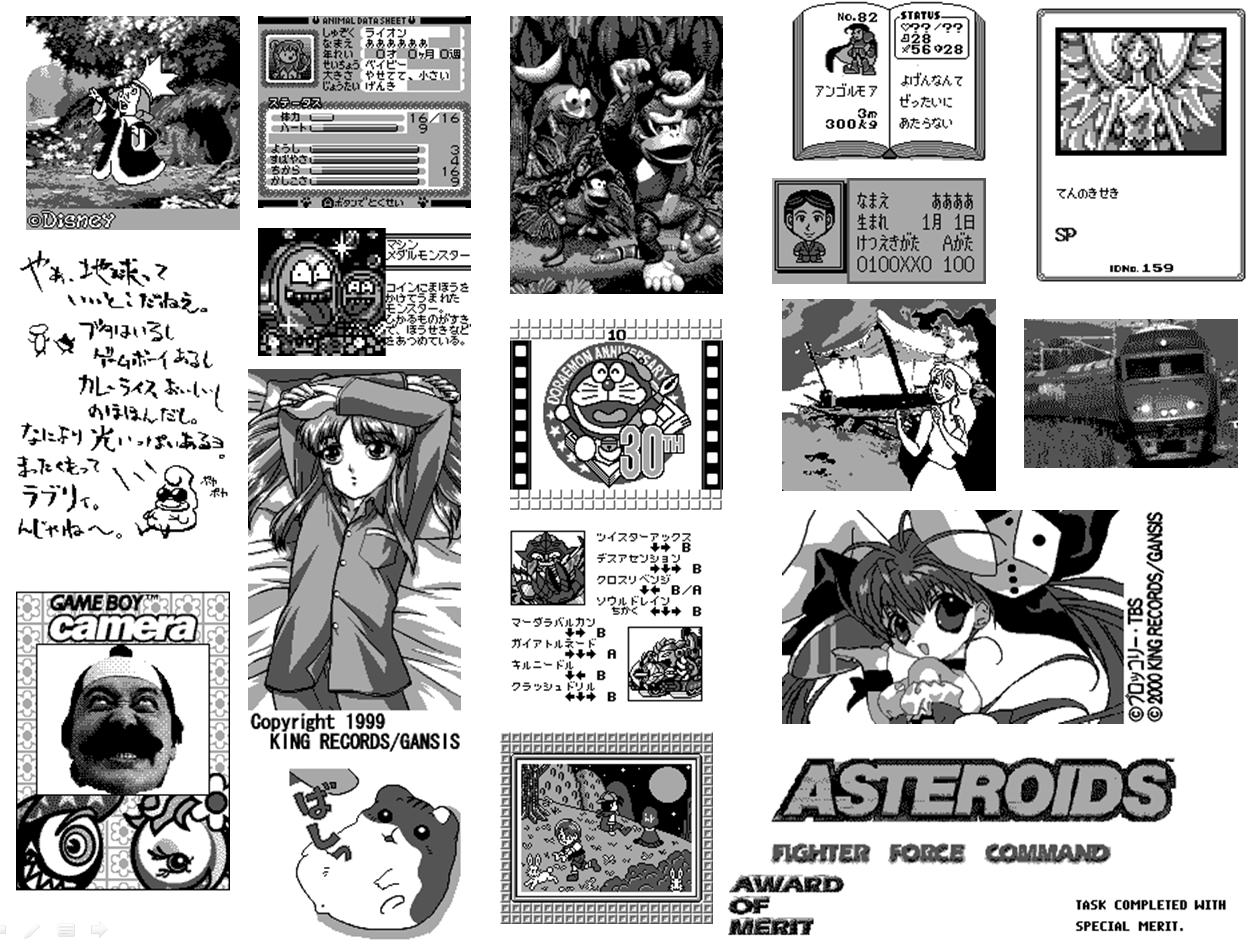 ©Disney
ANIMAL DATA SHEET
しゅぞく ライオン
なまえ ああああああ
年れい 0才 0ヶ月 0週
せいちょう ベイビー
大きさ やせてて、小さい
じょうたい げんき
ステータス
体力 16/16
ハート 9
ようし 3
すばやさ 4
ちから 16
かしこさ 9
Ⓐボタンでとくせい
No.82
アンゴルモア
3m
300kg
STATUS
♡??/??
28
56 28
よげんなんて
ぜったいに
あたらない
てんのきせき
SP
IDNo.159
なまえ ああああ
生まれ 1月 1日
けつえきがた Aがた
0100XX0 100
マシン
メダルモンスター
コインにまほうを
かけてうまれた
モンスター。
ひかるものがすき
で、ほうせきなど
をあつめている。
やあ、地球って
いいとこだねえ。
ブタはいるし
ゲームボーイあるし
カレーライスおいしいし
のほほんだし。
なにより光いっぱいあるヨ。
まったくもって
ラブリィ。
んじゃね〜。
ポヤ
ポヤ
GAME BOY™
camera
Copyright 1999
KING RECORDS/GANSIS
ばしっ
10
DORAEMON ANNIVERSARY
30TH
ツイスターアックス
⬇➡ B
デスアセンション
⬇➡➡ B
クロスリベンジ
⬇⬅ B/A
ソウルドレイン
ちかく ⬅➡➡ B
マーダラバルカン
⬇➡ B
ガイアトルネード
➡➡➡ A
キルニードル
⬇⬅ B
クラッシュドリル
⬅➡➡ B
©ブロッコリー・TBS
©2000 KING RECORDS/GANSIS
ASTEROIDS™
FIGHTER FORCE COMMAND
AWARD
OF
MERIT
TASK COMPLETED WITH
SPECIAL MERIT.